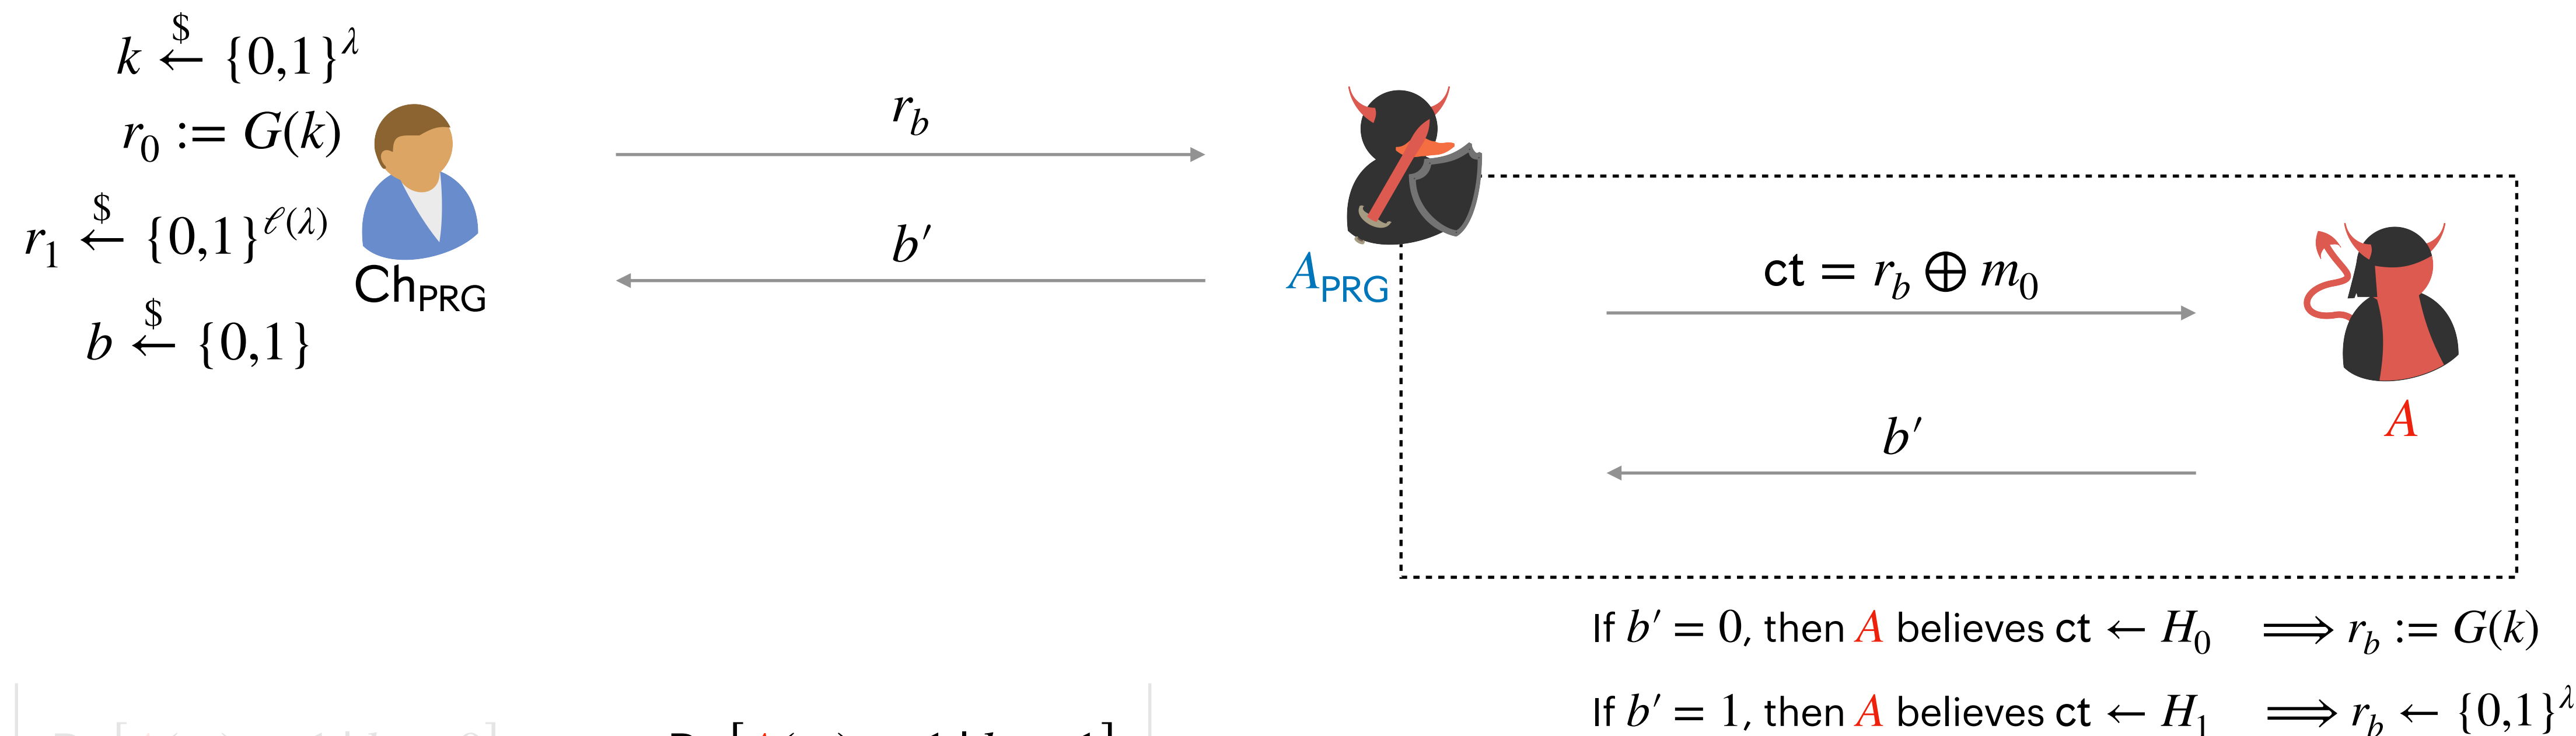 k ←$ {0,1}^λ
r_0 := G(k)
r_1 ←$ {0,1}^ℓ(λ)
b ←$ {0,1}
Ch_PRG
r_b
b′
A_PRG
ct = r_b ⊕ m_0
b′
A
If b′ = 0, then A believes ct ← H_0 ⟹ r_b := G(k)
If b′ = 1, then A believes ct ← H_1 ⟹ r_b ← {0,1}^λ